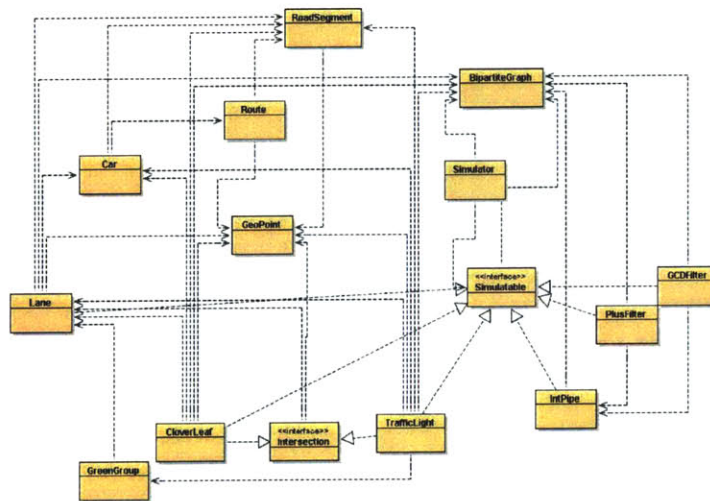 RoadSegment
BipartiteGraph
Route
Car
Simulator
GeoPoint
<<interface>>
Simulatable
GCDFilter
Lane
PlusFilter
IntPipe
CloverLeaf
<<interface>>
Intersection
TrafficLight
GreenGroup